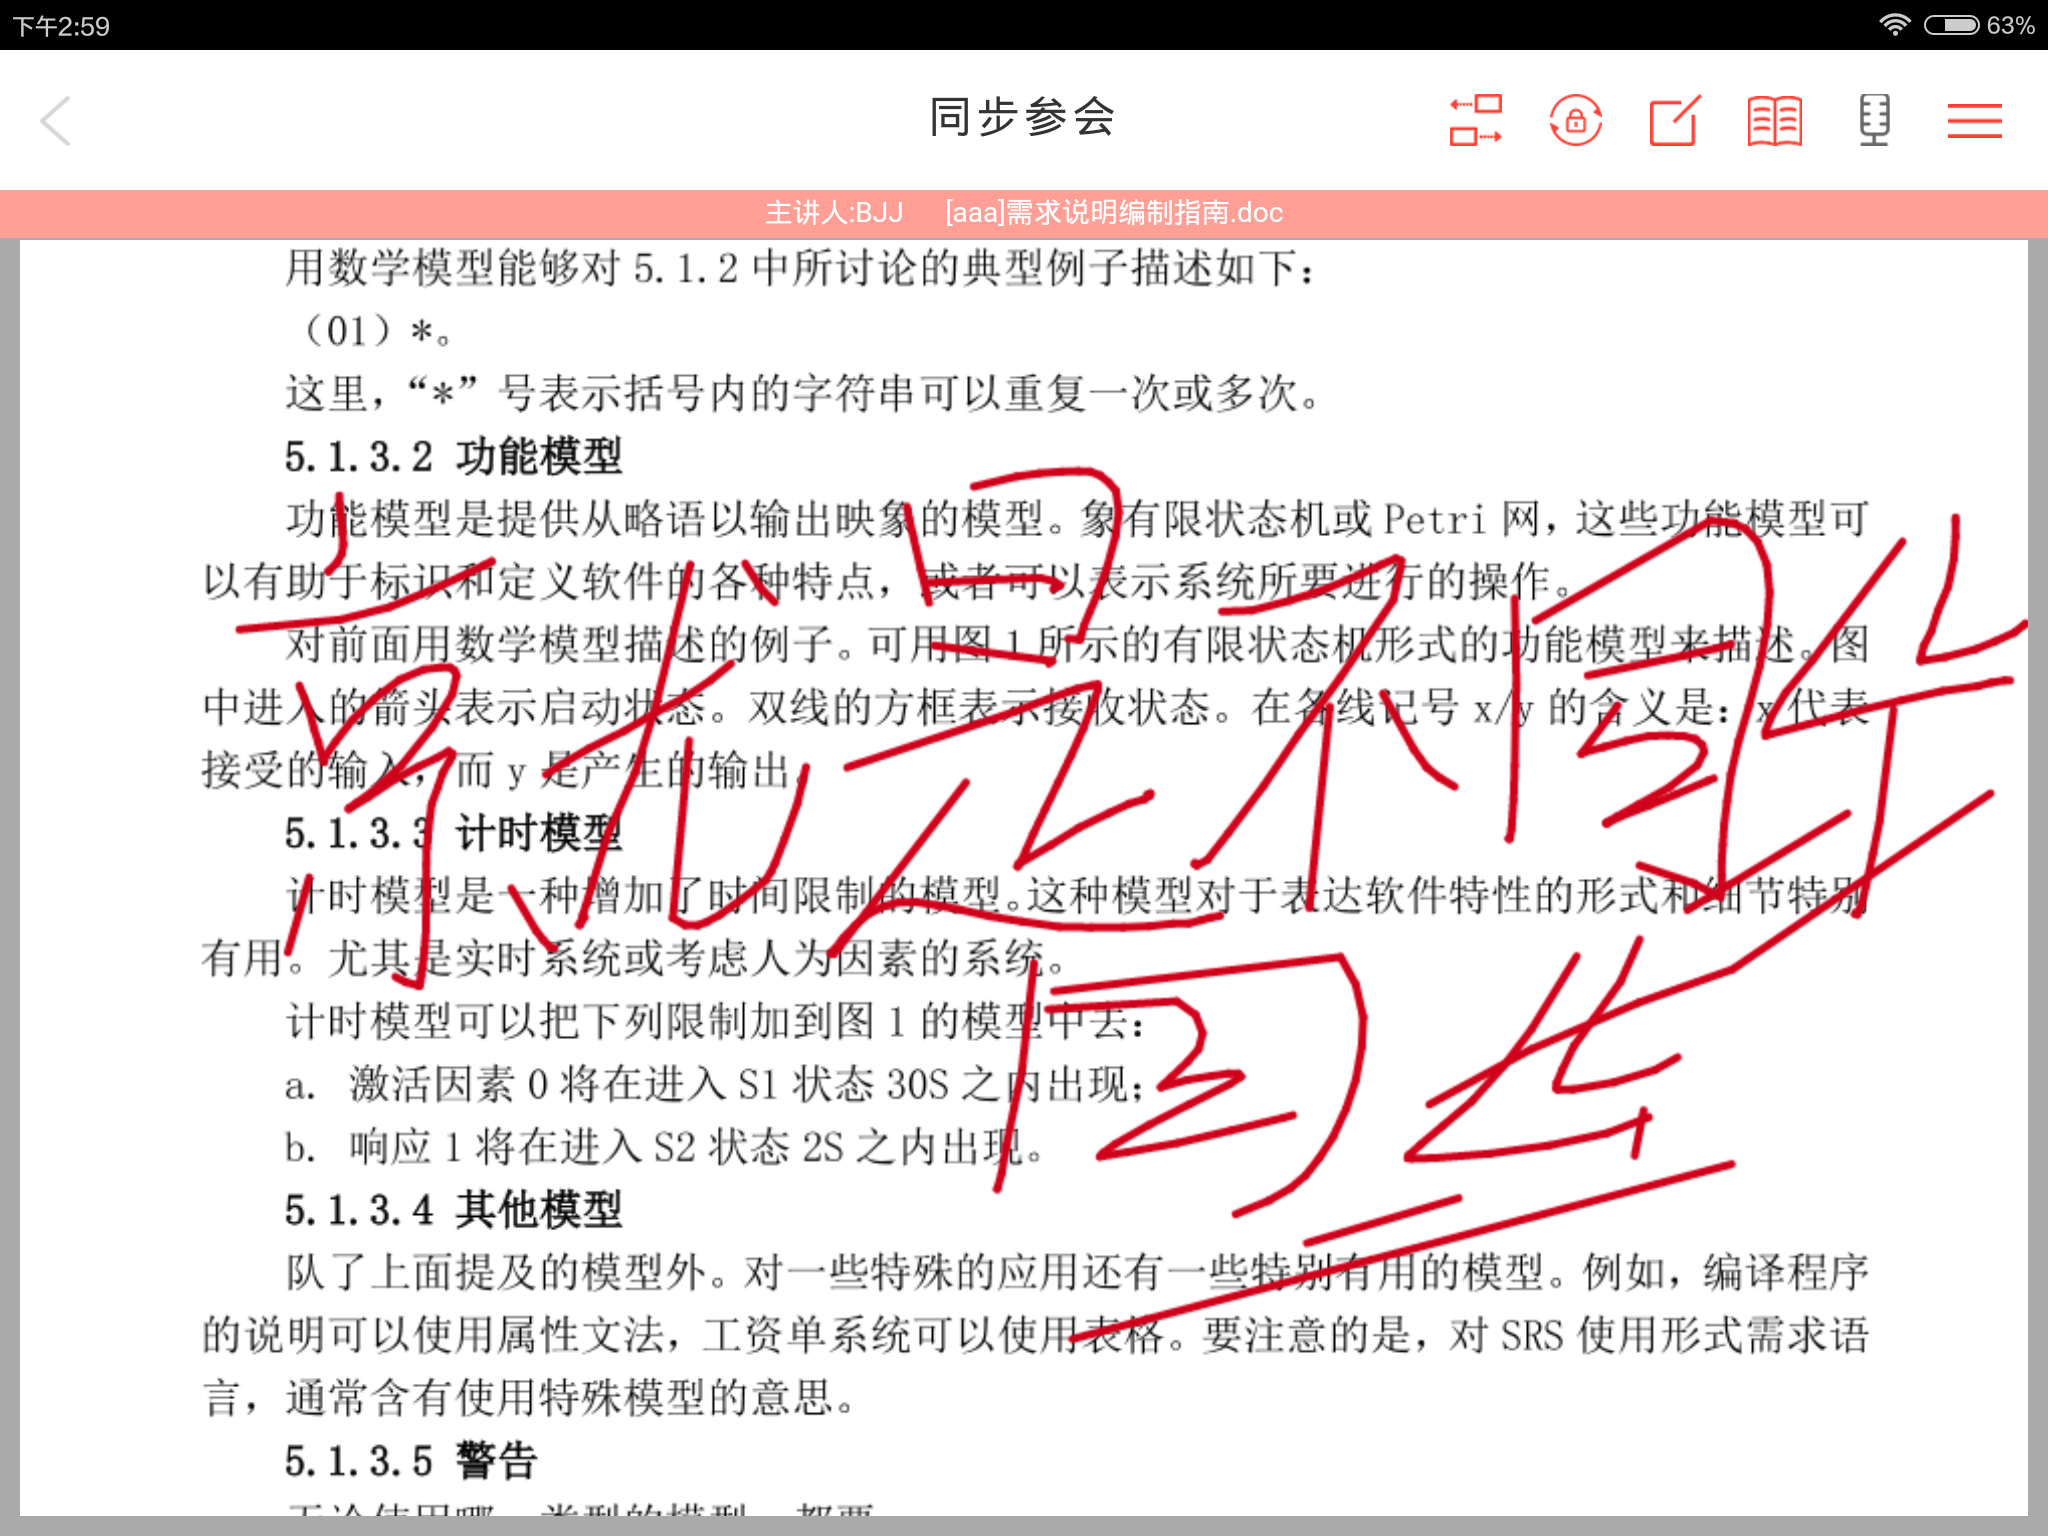 下午2:59 63%
同步参会
主讲人:BJJ [aaa]需求说明编制指南.doc
用数学模型能够对 5.1.2 中所讨论的典型例子描述如下：
（01）*。
这里，“*”号表示括号内的字符串可以重复一次或多次。
5.1.3.2 功能模型
功能模型是提供从略语以输出映象的模型。象有限状态机或 Petri 网，这些功能模型可
以有助于标识和定义软件的各种特点，或者可以表示系统所要进行的操作。
对前面用数学模型描述的例子。可用图 1 所示的有限状态机形式的功能模型来描述。图
中进入的箭头表示启动状态。双线的方框表示接收状态。在各线记号 x/y 的含义是：x 代表
接受的输入，而 y 是产生的输出。
5.1.3.3 计时模型
计时模型是一种增加了时间限制的模型。这种模型对于表达软件特性的形式和细节特别
有用。尤其是实时系统或考虑人为因素的系统。
计时模型可以把下列限制加到图 1 的模型中去：
a. 激活因素 0 将在进入 S1 状态 30S 之内出现；
b. 响应 1 将在进入 S2 状态 2S 之内出现。
5.1.3.4 其他模型
队了上面提及的模型外。对一些特殊的应用还有一些特别有用的模型。例如，编译程序
的说明可以使用属性文法，工资单系统可以使用表格。要注意的是，对 SRS 使用形式需求语
言，通常含有使用特殊模型的意思。
5.1.3.5 警告